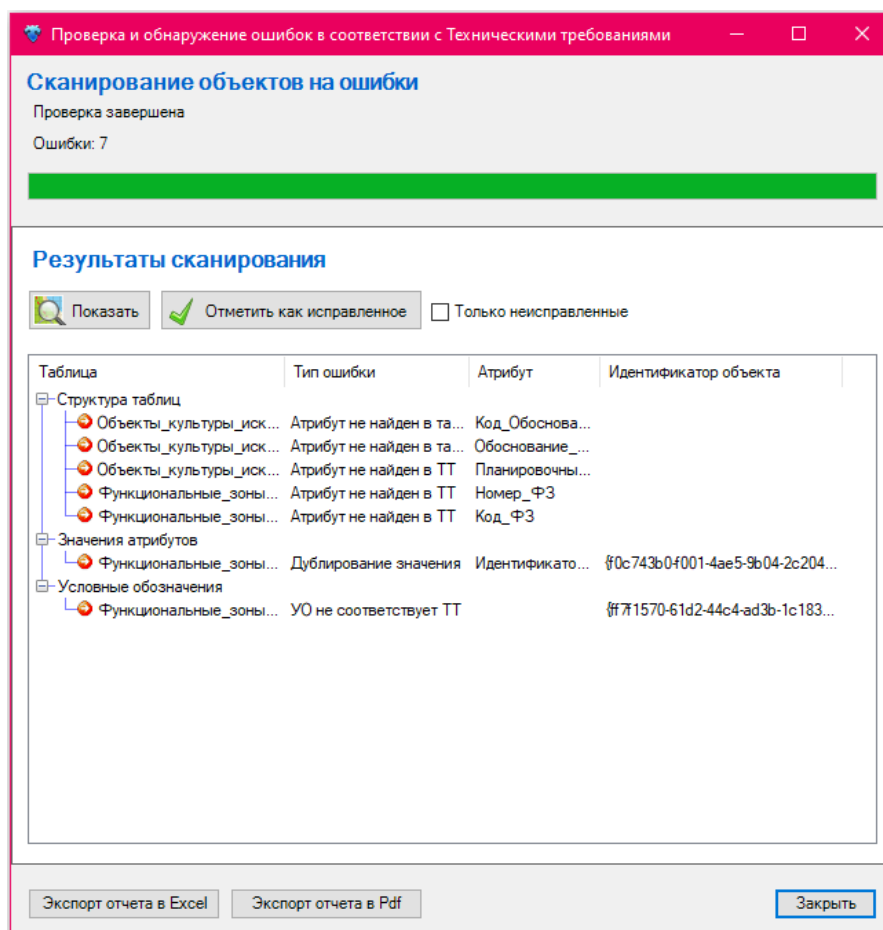 Проверка и обнаружение ошибок в соответствии с Техническими требованиями
Сканирование объектов на ошибки
Проверка завершена
Ошибки: 7
Результаты сканирования
Показать Отметить как исправленное Только неисправленные
Таблица Тип ошибки Атрибут Идентификатор объекта
Структура таблиц
Объекты_культуры_иск... Атрибут не найден в та... Код_Обоснова...
Объекты_культуры_иск... Атрибут не найден в та... Обоснование_...
Объекты_культуры_иск... Атрибут не найден в ТТ Планировочны...
Функциональные_зоны... Атрибут не найден в ТТ Номер_ФЗ
Функциональные_зоны... Атрибут не найден в ТТ Код_ФЗ
Значения атрибутов
Функциональные_зоны... Дублирование значения Идентификато... {f0c743b0-f001-4ae5-9b04-2c204...
Условные обозначения
Функциональные_зоны... УО не соответствует ТТ {ff7f1570-61d2-44c4-ad3b-1c183...
Экспорт отчета в Excel Экспорт отчета в Pdf Закрыть